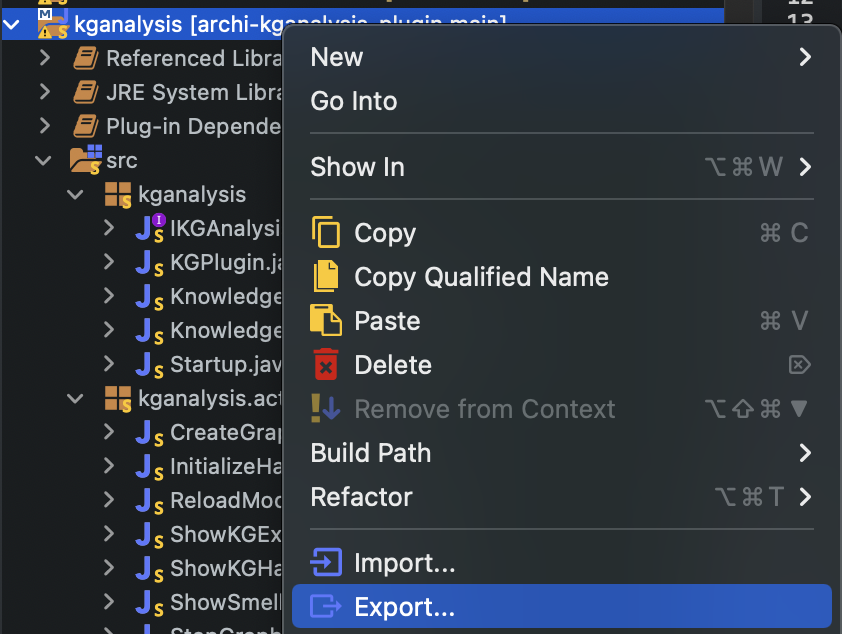 kganalysis [archi-kganalysis-plugin main]
Referenced Libra
JRE System Libra
Plug-in Depende
src
kganalysis
IKGAnalysi
KGPlugin.ja
Knowledge
Knowledge
Startup.jav
kganalysis.act
CreateGrap
InitializeHa
ReloadMod
ShowKGEx
ShowKGHa
ShowSmell
StopGraph
12
13
New
Go Into
Show In ⌥⌘W
Copy ⌘C
Copy Qualified Name
Paste ⌘V
Delete ⌦
Remove from Context ⌥⇧⌘▼
Build Path
Refactor ⌥⌘T
Import...
Export...